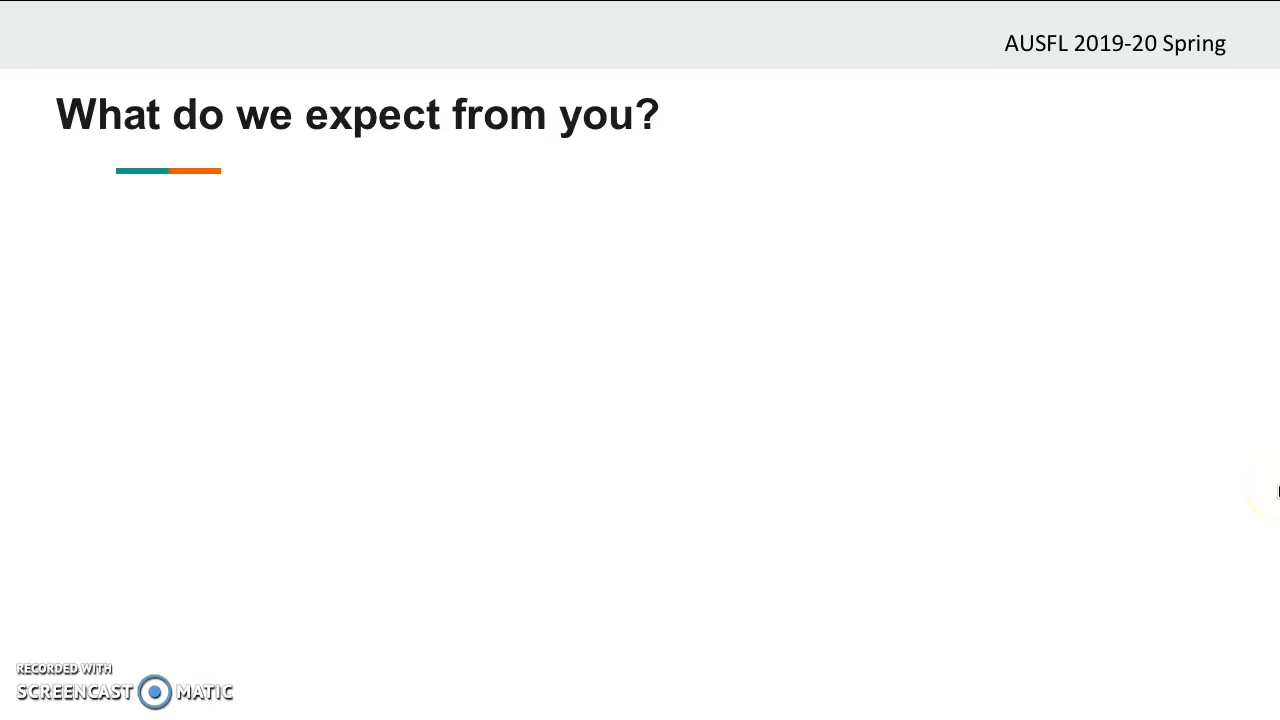 AUSFL 2019-20 Spring
What do we expect from you?
RECORDED WITH
SCREENCAST MATIC